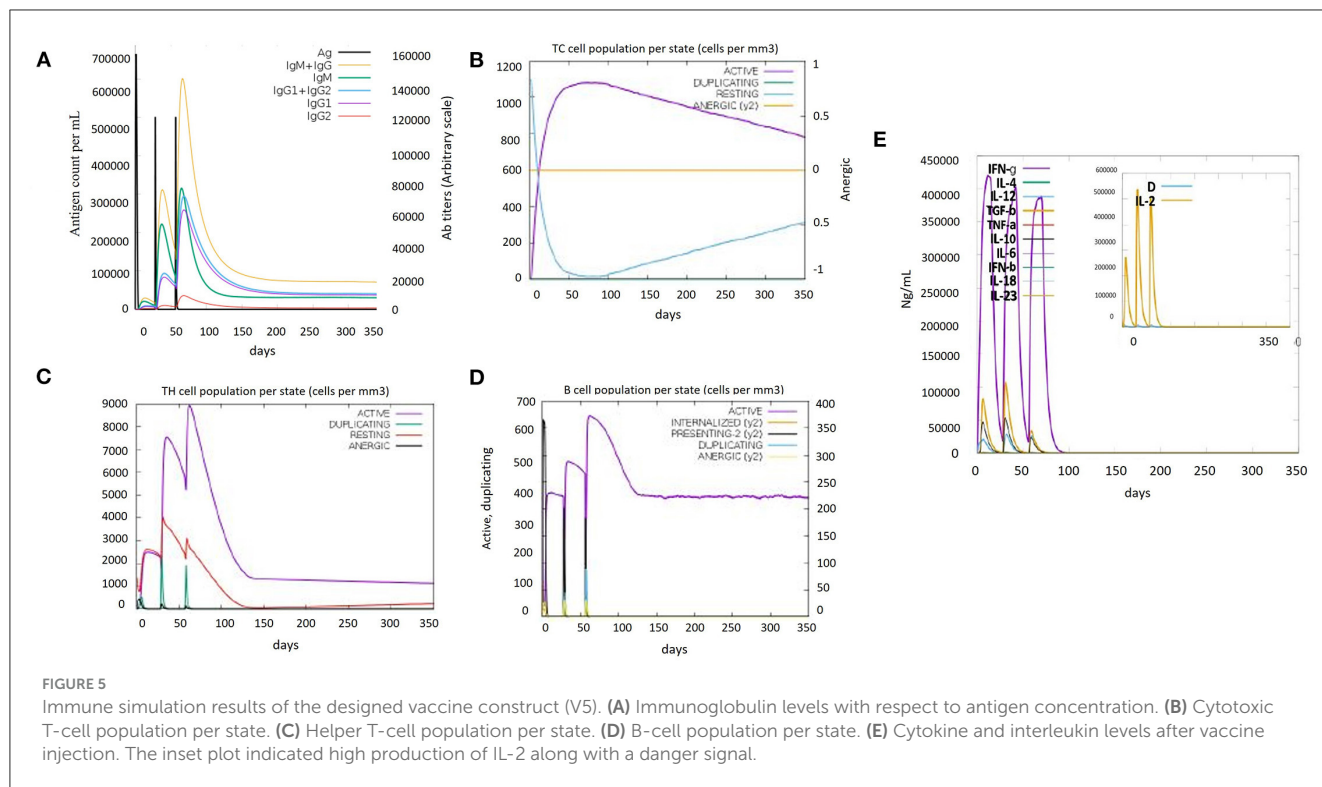 A
Antigen count per mL
700000
600000
500000
400000
300000
200000
100000
0
Ag
IgM+IgG
IgM
IgG1+IgG2
IgG1
IgG2
160000
140000
120000
100000
80000
60000
40000
20000
0
Ab titers (Arbitrary scale)
0 50 100 150 200 250 300 350
days
B
TC cell population per state (cells per mm3)
1200
1000
800
600
400
200
0
ACTIVE
DUPLICATING
RESTING
ANERGIC (y2)
1
0.5
0
0.5
-1
Anergic
0 50 100 150 200 250 300 350
days
C
TH cell population per state (cells per mm3)
9000
8000
7000
6000
5000
4000
3000
2000
1000
0
ACTIVE
DUPLICATING
RESTING
ANERGIC
0 50 100 150 200 250 300 350
days
D
B cell population per state (cells per mm3)
Active, duplicating
700
600
500
400
300
200
100
0
ACTIVE
INTERNALIZED (y2)
PRESENTING-2 (y2)
DUPLICATING
ANERGIC (y2)
400
350
300
250
200
150
100
50
0
0 50 100 150 200 250 300 350
days
E
Ng/mL
450000
400000
350000
300000
250000
200000
150000
100000
50000
0
IFN-g
IL-4
IL-12
TGF-b
TNF-a
IL-10
IL-6
IFN-b
IL-18
IL-23
600000
500000
400000
300000
200000
100000
0
D
IL-2
0 350 0
0 50 100 150 200 250 300 350
days
FIGURE 5
Immune simulation results of the designed vaccine construct (V5). (A) Immunoglobulin levels with respect to antigen concentration. (B) Cytotoxic
T-cell population per state. (C) Helper T-cell population per state. (D) B-cell population per state. (E) Cytokine and interleukin levels after vaccine
injection. The inset plot indicated high production of IL-2 along with a danger signal.